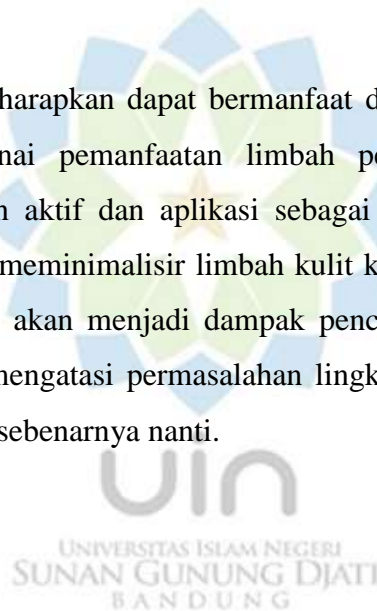 harapkan dapat bermanfaat d
nai pemanfaatan limbah pe
n aktif dan aplikasi sebagai
meminimalisir limbah kulit k
akan menjadi dampak penc
mengatasi permasalahan lingk
sebenarnya nanti.
uin
UNIVERSITAS ISLAM NEGERI
SUNAN GUNUNG DJATI
BANDUNG